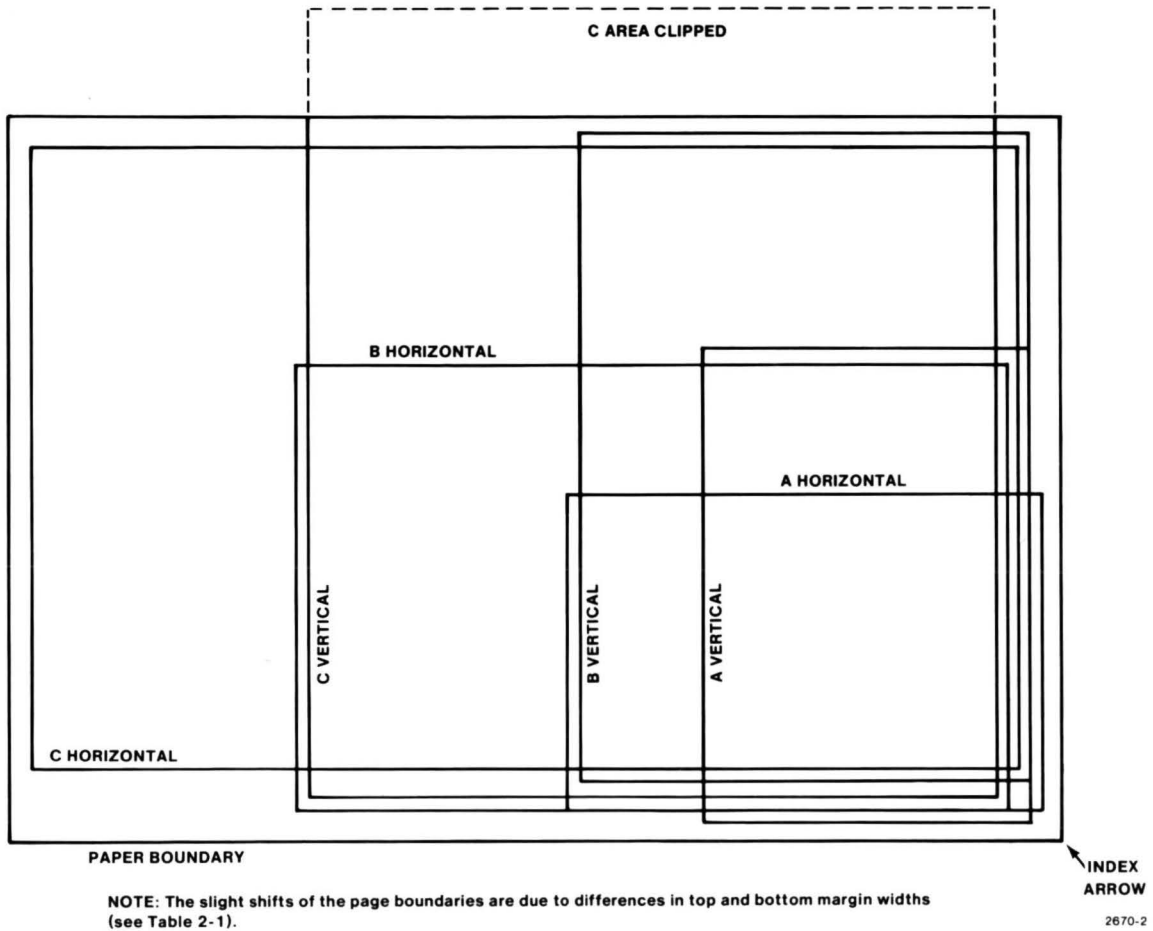 C AREA CLIPPED
B HORIZONTAL
A HORIZONTAL
C VERTICAL
B VERTICAL
A VERTICAL
C HORIZONTAL
PAPER BOUNDARY
INDEX
ARROW
NOTE: The slight shifts of the page boundaries are due to differences in top and bottom margin widths
(see Table 2-1).
2670-2